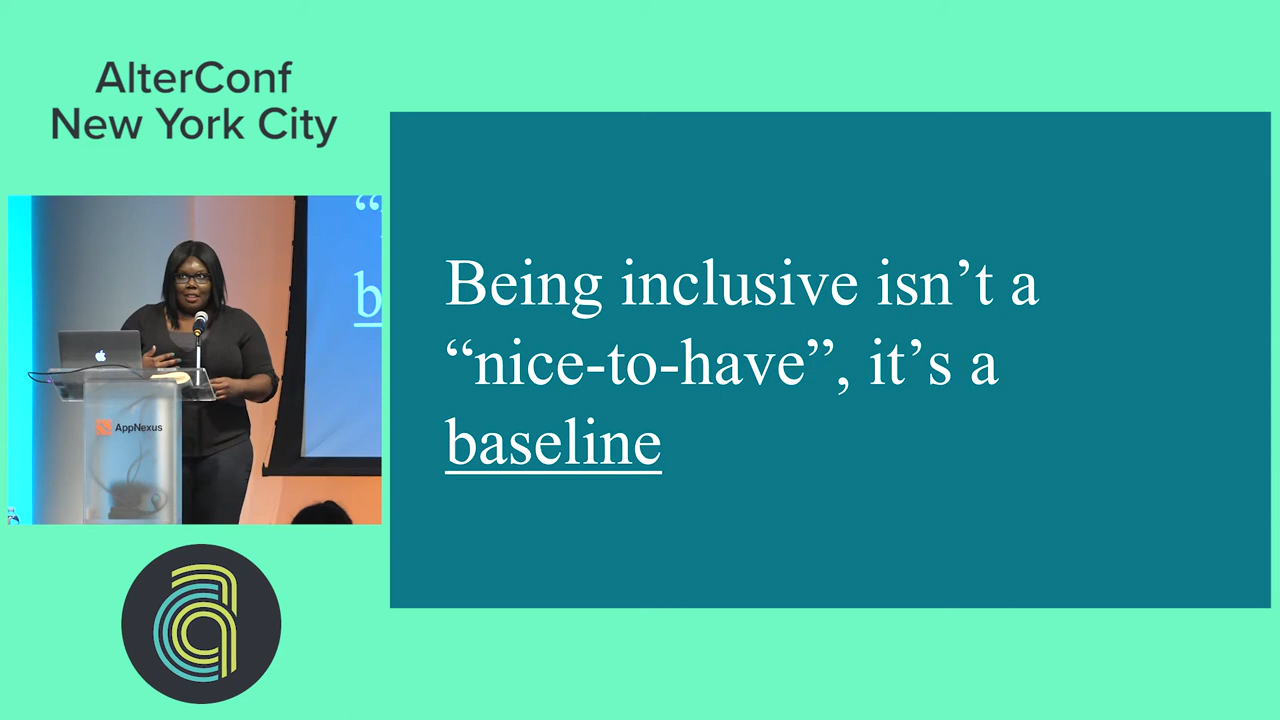 AlterConf
New York City
Being inclusive isn’t a
“nice-to-have”, it’s a
baseline
“
b
AppNexus